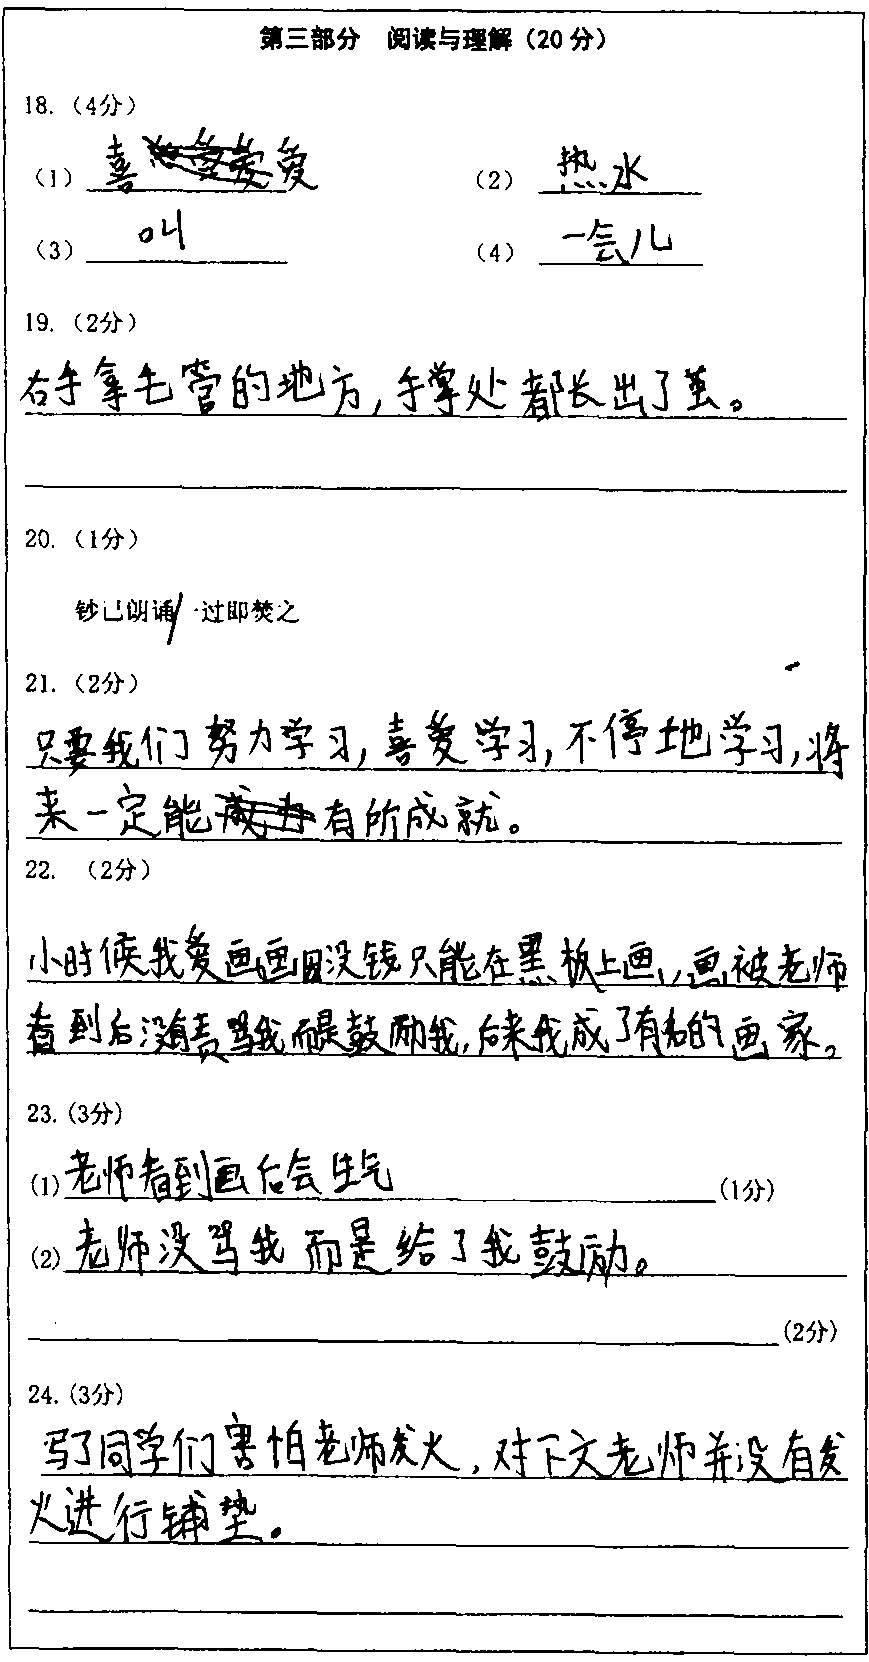 第三部分 阅读与理解（20分）
18.（4分）
（1）喜爱 （2）热水
（3）叫 （4）一会儿
19.（2分）
右手拿毛管的地方,手掌处都长出了茧。
20.（1分）
钞已朗诵/一过即焚之
21.（2分）
只要我们努力学习,喜爱学习,不停地学习,将
来一定能有所成就。
22. （2分）
小时候我爱画画因没钱只能在黑板上画,画被老师
看到后没有责骂我而是鼓励我,后来我成了有名的画家。
23.(3分)
(1)老师看到画后会生气 (1分)
(2)老师没骂我而是给了我鼓励。
(2分)
24.(3分)
写了同学们害怕老师发火,对下文老师并没有发
火进行铺垫。